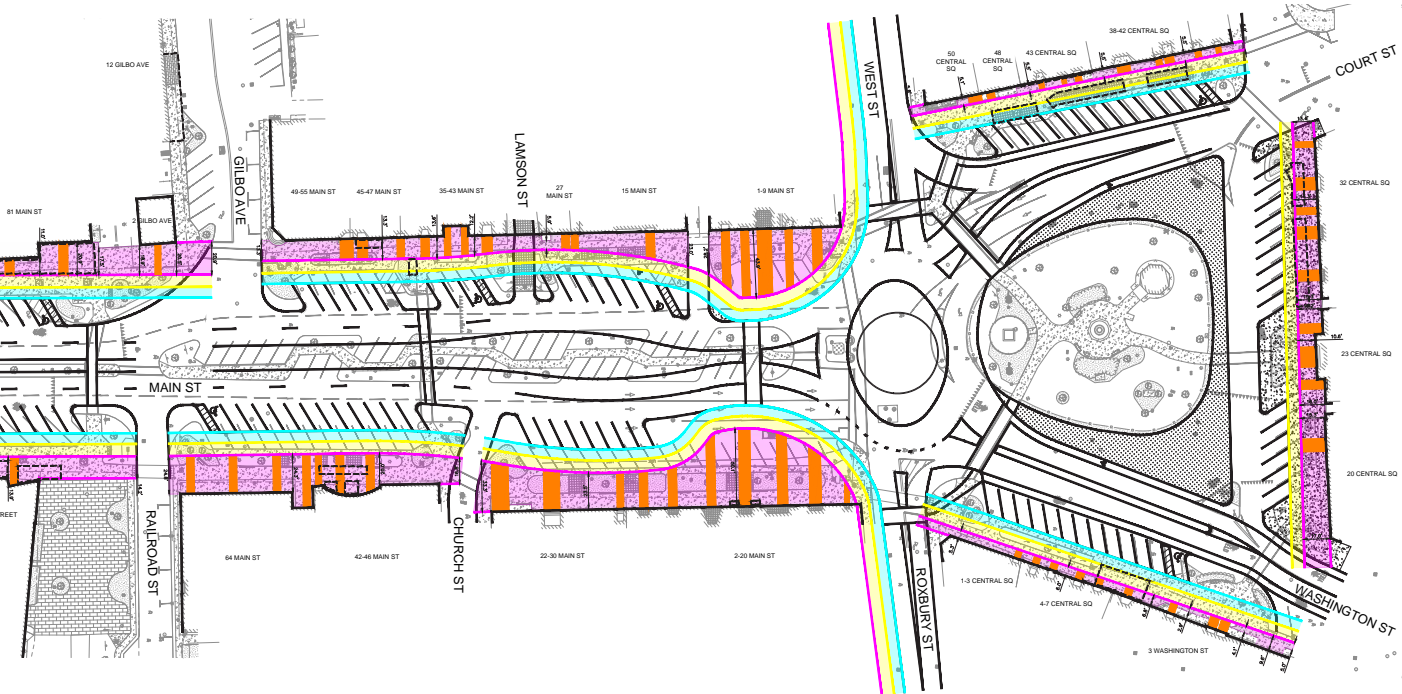 38-42 CENTRAL SQ
43 CENTRAL SQ
50
CENTRAL
SQ
48
CENTRAL
SQ
COURT ST
12 GILBO AVE
WEST ST
LAMSON ST
GILBO AVE
32 CENTRAL SQ
49-55 MAIN ST
45-47 MAIN ST
35-43 MAIN ST
27
MAIN ST
15 MAIN ST
1-9 MAIN ST
81 MAIN ST
2 GILBO AVE
10.6'
23 CENTRAL SQ
MAIN ST
20 CENTRAL SQ
REET
RAILROAD ST
CHURCH ST
64 MAIN ST
42-46 MAIN ST
22-30 MAIN ST
2-20 MAIN ST
ROXBURY ST
1-3 CENTRAL SQ
4-7 CENTRAL SQ
WASHINGTON ST
3 WASHINGTON ST